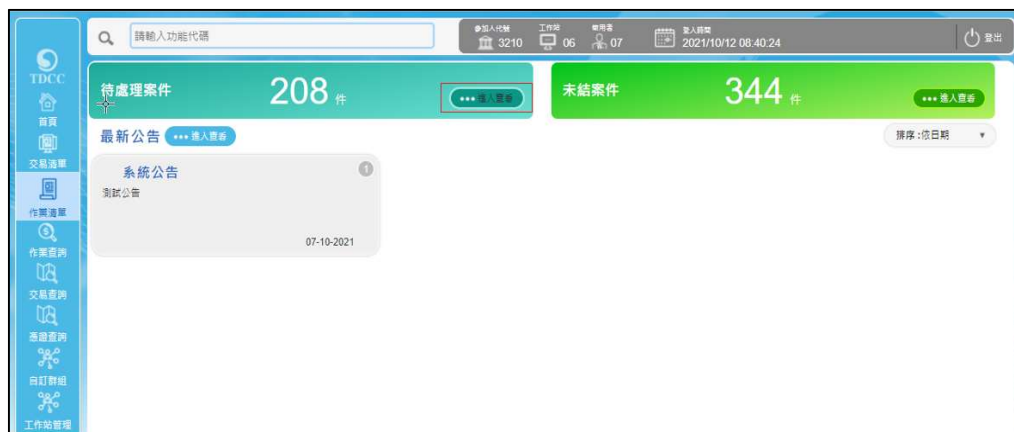 請輸入功能代碼
參加人代號 3210
工作站 06
使用者 07
登入時間 2021/10/12 08:40:24
登出
TDCC
首頁
交易清單
作業清單
作業查詢
交易查詢
憑證查詢
自訂群組
工作站管理
待處理案件 208 件 ••• 進入查看
未結案件 344 件 ••• 進入查看
最新公告 ••• 進入查看
排序 :依日期
系統公告 1
測試公告
07-10-2021